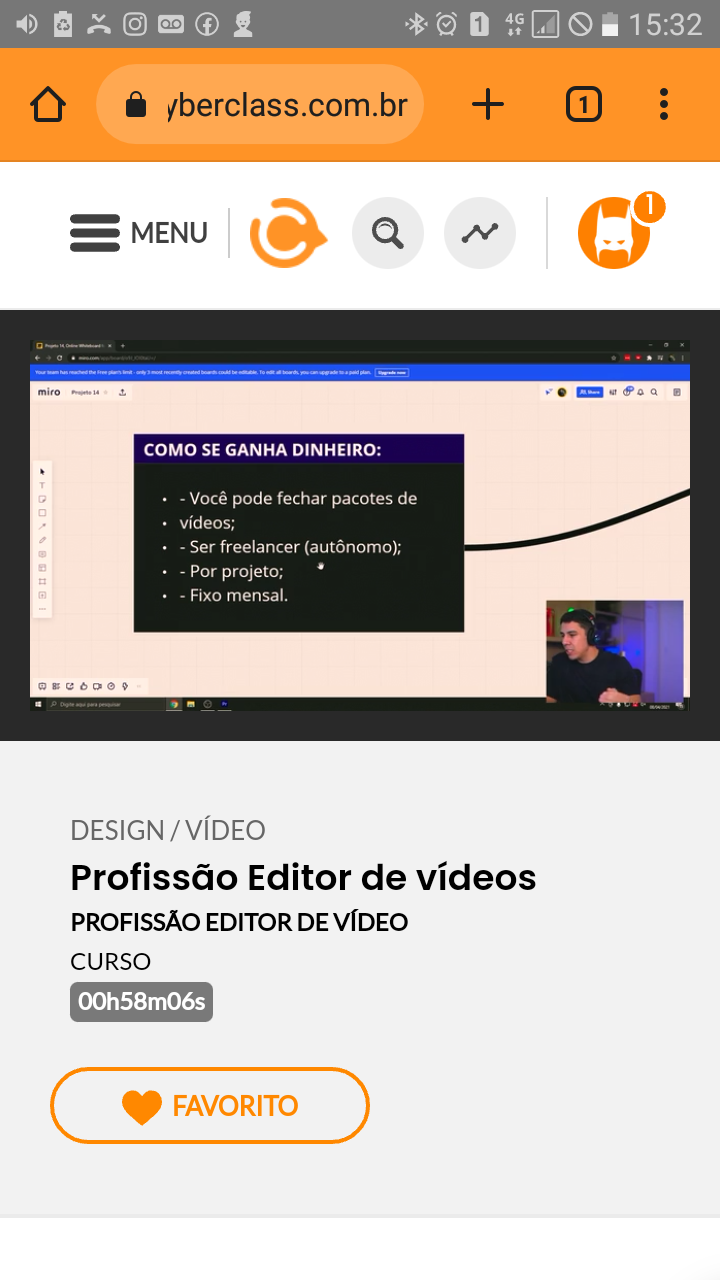 4G
1
15:32
yberclass.com.br
1
MENU
1
Projeto 14, Online Whiteboard
Your team has reached the Free plan's limit - only 3 most recently created boards could be editable. To edit all boards, you can upgrade to a paid plan. Upgrade now
miro Projeto 14 Share
COMO SE GANHA DINHEIRO:
• - Você pode fechar pacotes de
• vídeos;
• - Ser freelancer (autônomo);
• - Por projeto;
• - Fixo mensal.
Digite aqui para pesquisar
DESIGN / VÍDEO
Profissão Editor de vídeos
PROFISSÃO EDITOR DE VÍDEO
CURSO
00h58m06s
FAVORITO